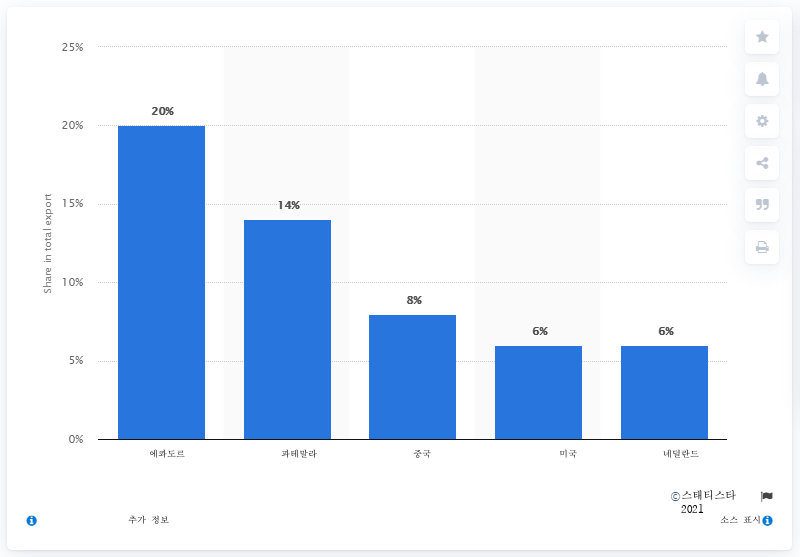 25%
20%
20%
14%
15%
Share in total export
10%
8%
6%
6%
5%
0%
에콰도르
과테말라
중국
미국
네덜란드
©스태티스타
2021
추가 정보
소스 표시